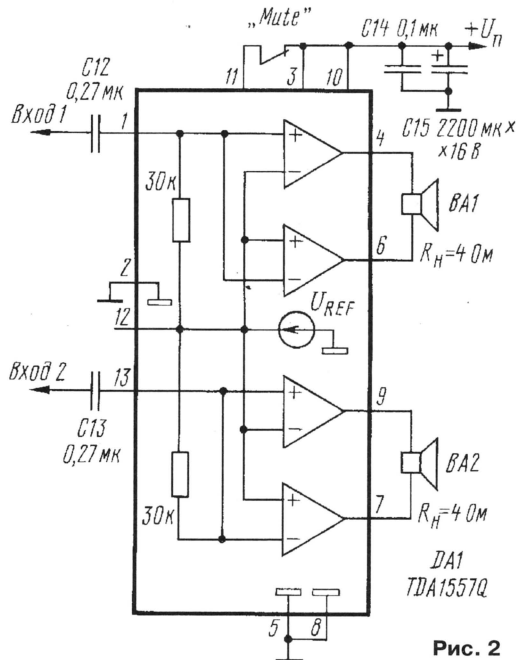 „Mute"
C14 0,1 мк
+Uп
11
3
10
C12
0,27 мк
Вход 1
1
C15 2200 мк×
×16 В
4
30к
+
−
BA1
6
Rн=4 Ом
+
−
2
12
UREF
Вход 2
13
+
−
9
C13
0,27 мк
BA2
30к
+
−
7
Rн=4 Ом
DA1
TDA1557Q
5
8
Рис. 2